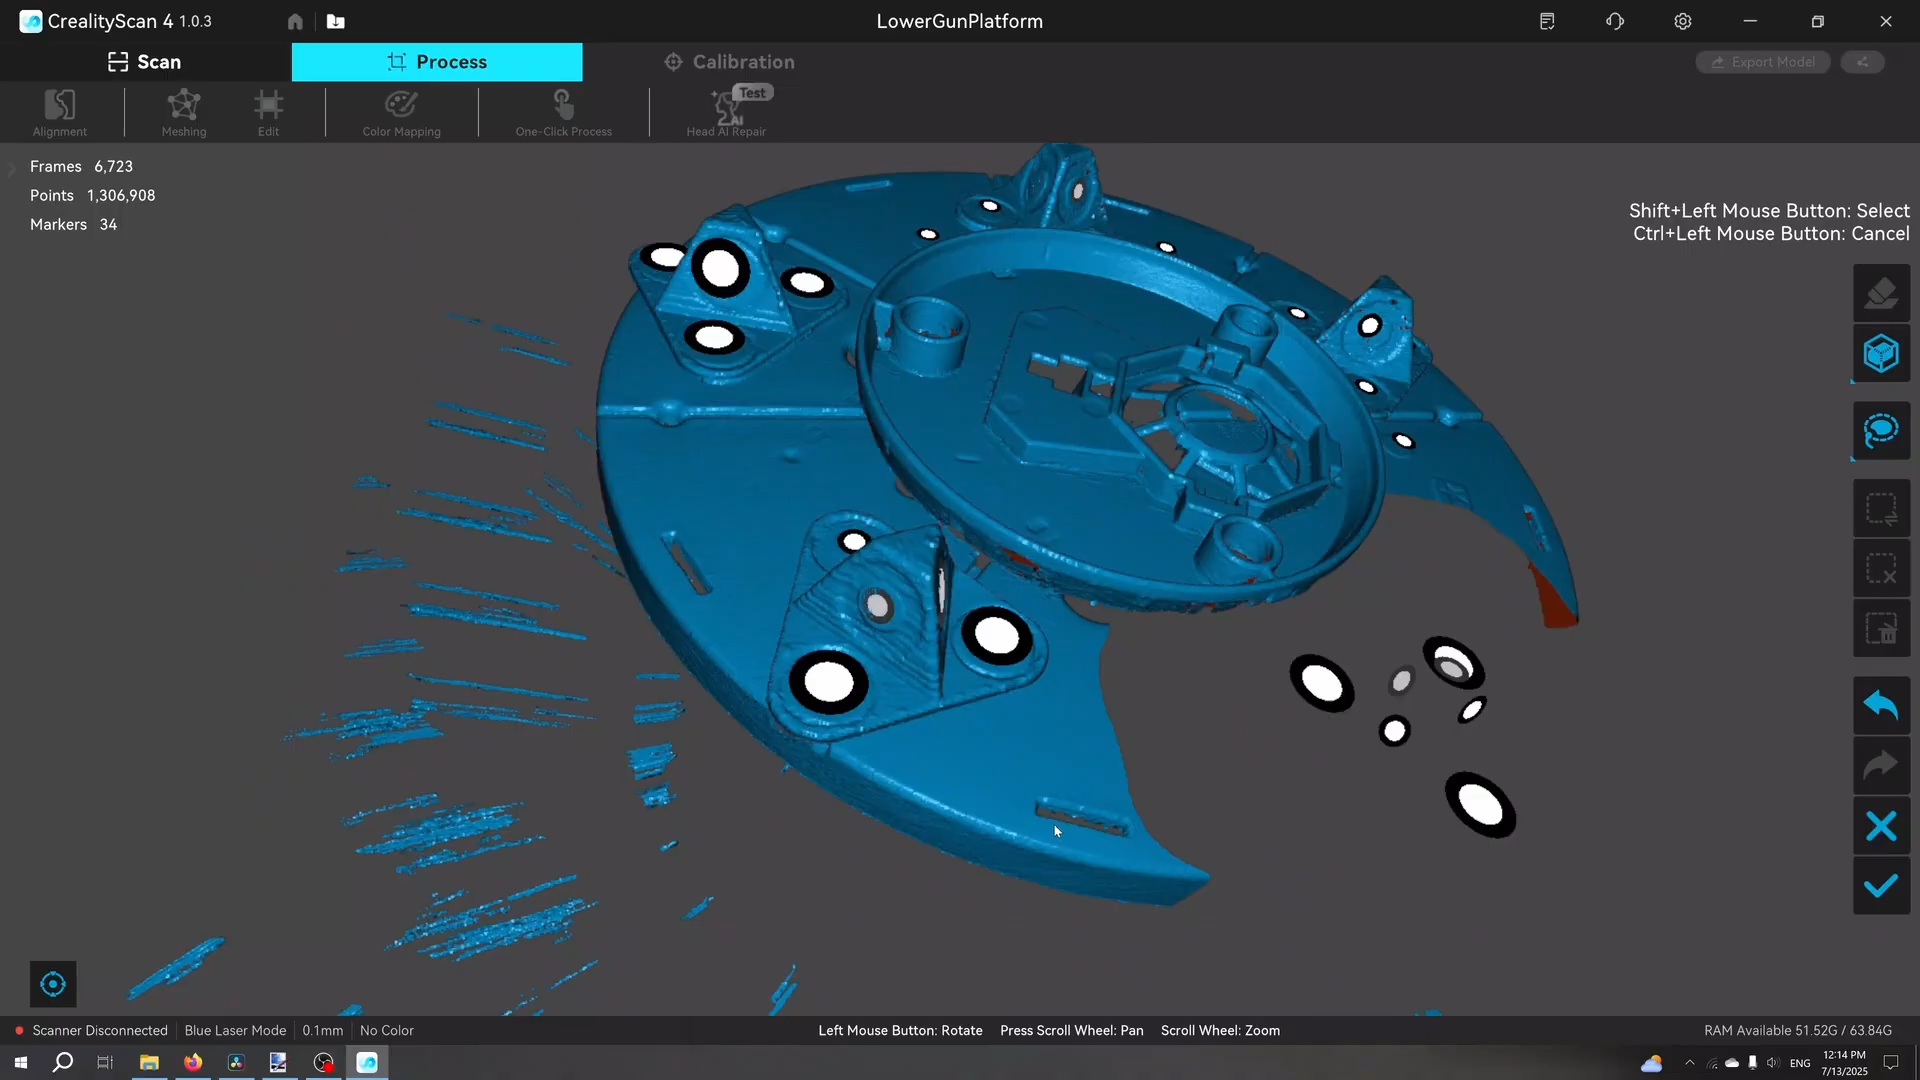 CrealityScan 4 1.0.3
LowerGunPlatform
Scan
Process
Calibration
Export Model
Alignment
Meshing
Edit
Color Mapping
One-Click Process
Test
AI
Head AI Repair
Frames 6,723
Points 1,306,908
Markers 34
Shift+Left Mouse Button: Select
Ctrl+Left Mouse Button: Cancel
Scanner Disconnected
Blue Laser Mode
0.1mm
No Color
Left Mouse Button: Rotate
Press Scroll Wheel: Pan
Scroll Wheel: Zoom
RAM Available 51.52G / 63.84G
ENG
12:14 PM
7/13/2025